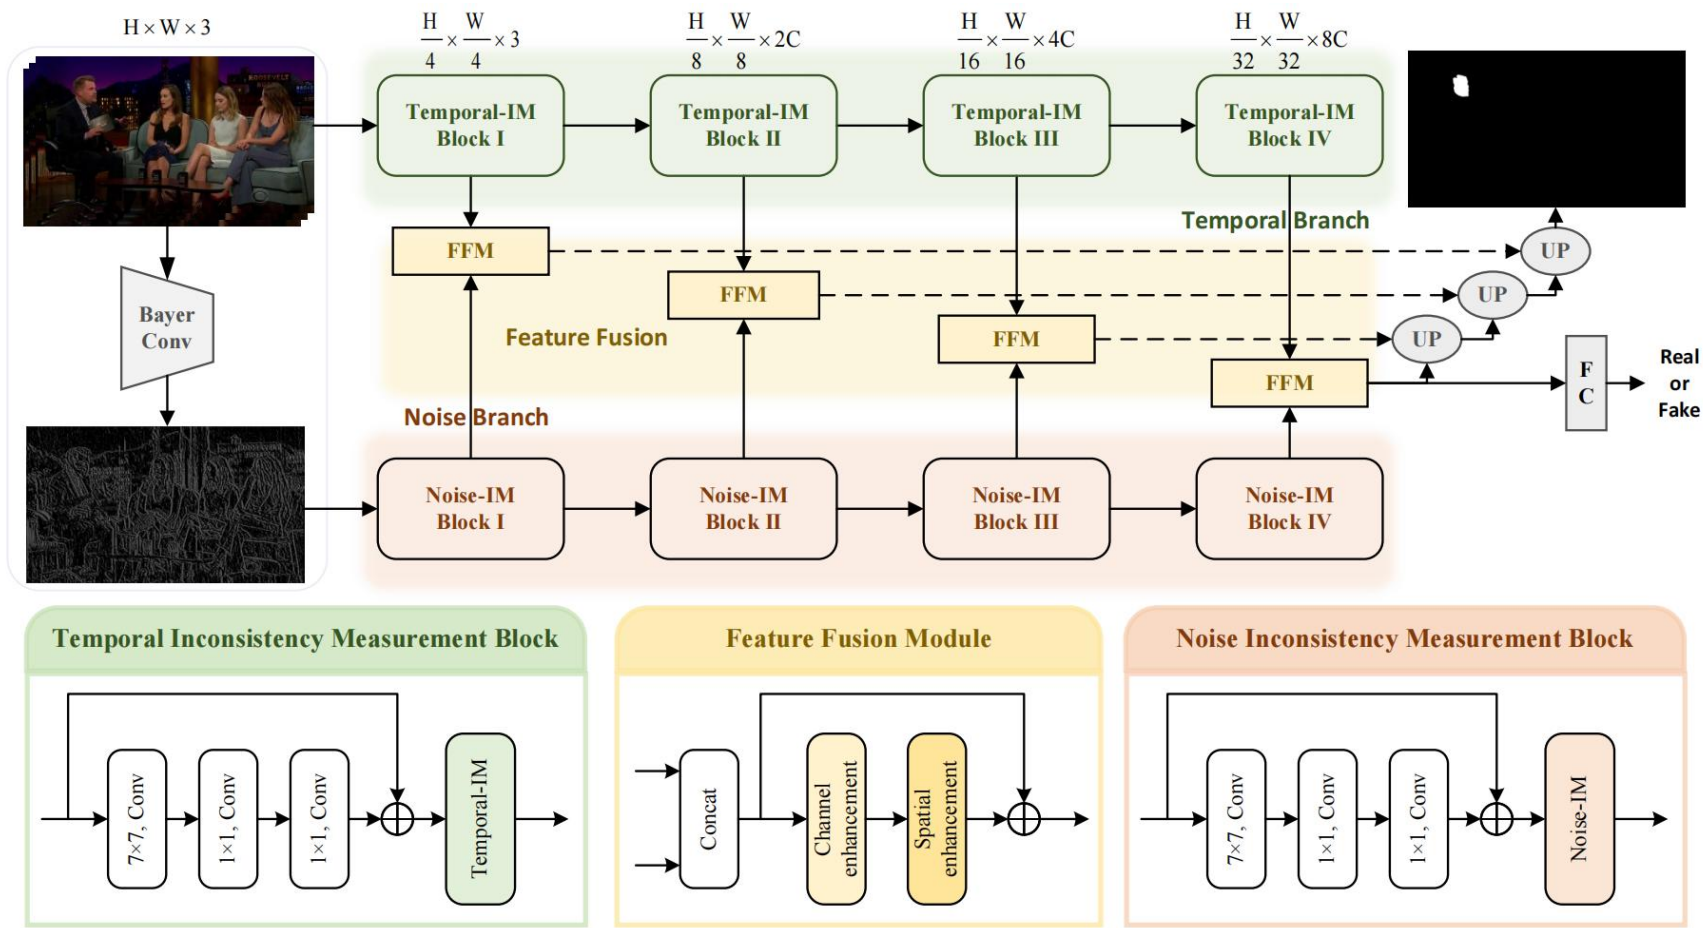 H×W×3
H/4 × W/4 × 3
H/8 × W/8 × 2C
H/16 × W/16 × 4C
H/32 × W/32 × 8C
Temporal-IM
Block I
Temporal-IM
Block II
Temporal-IM
Block III
Temporal-IM
Block IV
Temporal Branch
FFM
UP
FFM
UP
Bayer
Conv
Feature Fusion
FFM
UP
FFM
F
C
Real
or
Fake
Noise Branch
Noise-IM
Block I
Noise-IM
Block II
Noise-IM
Block III
Noise-IM
Block IV
Temporal Inconsistency Measurement Block
7×7, Conv
1×1, Conv
1×1, Conv
Temporal-IM
Feature Fusion Module
Concat
Channel
enhancement
Spatial
enhancement
Noise Inconsistency Measurement Block
7×7, Conv
1×1, Conv
1×1, Conv
Noise-IM